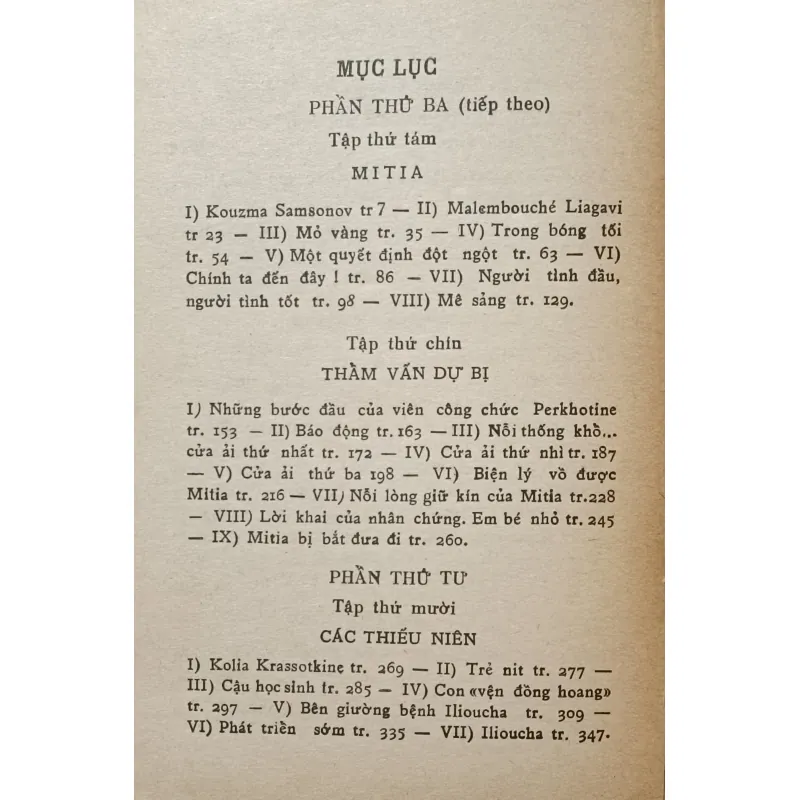 MỤC LỤC
PHẦN THỨ BA (tiếp theo)
Tập thứ tám
MITIA
I) Kouzma Samsonov tr 7 — II) Malembouché Liagavi
tr 23 — III) Mỏ vàng tr. 35 — IV) Trong bóng tối
tr. 54 — V) Một quyết định đột ngột tr. 63 — VI)
Chính ta đến đây ! tr. 86 — VII) Người tình đầu,
người tình tốt tr. 98 — VIII) Mê sảng tr. 129.
Tập thứ chín
THẦM VẤN DỰ BỊ
I) Những bước đầu của viên công chức Perkhotine
tr. 153 — II) Báo động tr. 163 — III) Nỗi thống khổ...
cửa ải thứ nhất tr. 172 — IV) Cửa ải thứ nhì tr. 187
— V) Cửa ải thứ ba 198 — VI) Biện lý vồ được
Mitia tr. 216 — VII) Nỗi lòng giữ kín của Mitia tr.228
— VIII) Lời khai của nhân chứng. Em bé nhỏ tr. 245
— IX) Mitia bị bắt đưa đi tr. 260.
PHẦN THỨ TƯ
Tập thứ mười
CÁC THIẾU NIÊN
I) Kolia Krassotkine tr. 269 — II) Trẻ nit tr. 277 —
III) Cậu học sinh tr. 285 — IV) Con «vện đồng hoang»
tr. 297 — V) Bên giường bệnh Ilioucha tr. 309 —
VI) Phát triển sớm tr. 335 — VII) Ilioucha tr. 347.